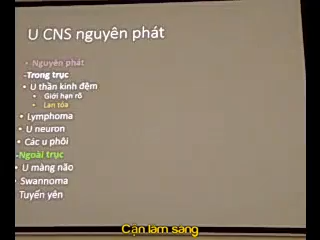 U CNS nguyên phát
• Nguyên phát
-Trong trục
• U thần kinh đệm
• Giới hạn rõ
• Lan tỏa
• Lymphoma
• U neuron
• Các u phôi
-Ngoài trục
• U màng não
• Swannoma
Tuyến yên
Cận lâm sàng